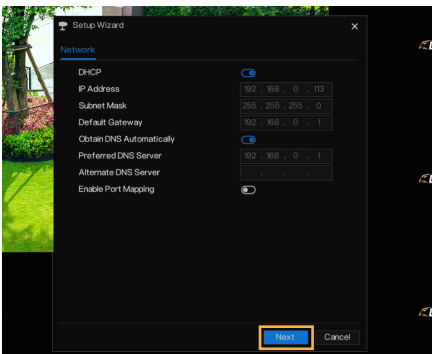 Setup Wizard
Network
DHCP
IP Address 192 . 168 . 0 . 113
Subnet Mask 255 . 255 . 255 . 0
Default Gateway 192 . 168 . 0 . 1
Obtain DNS Automatically
Preferred DNS Server 192 . 168 . 0 . 1
Alternate DNS Server . . .
Enable Port Mapping
Next Cancel